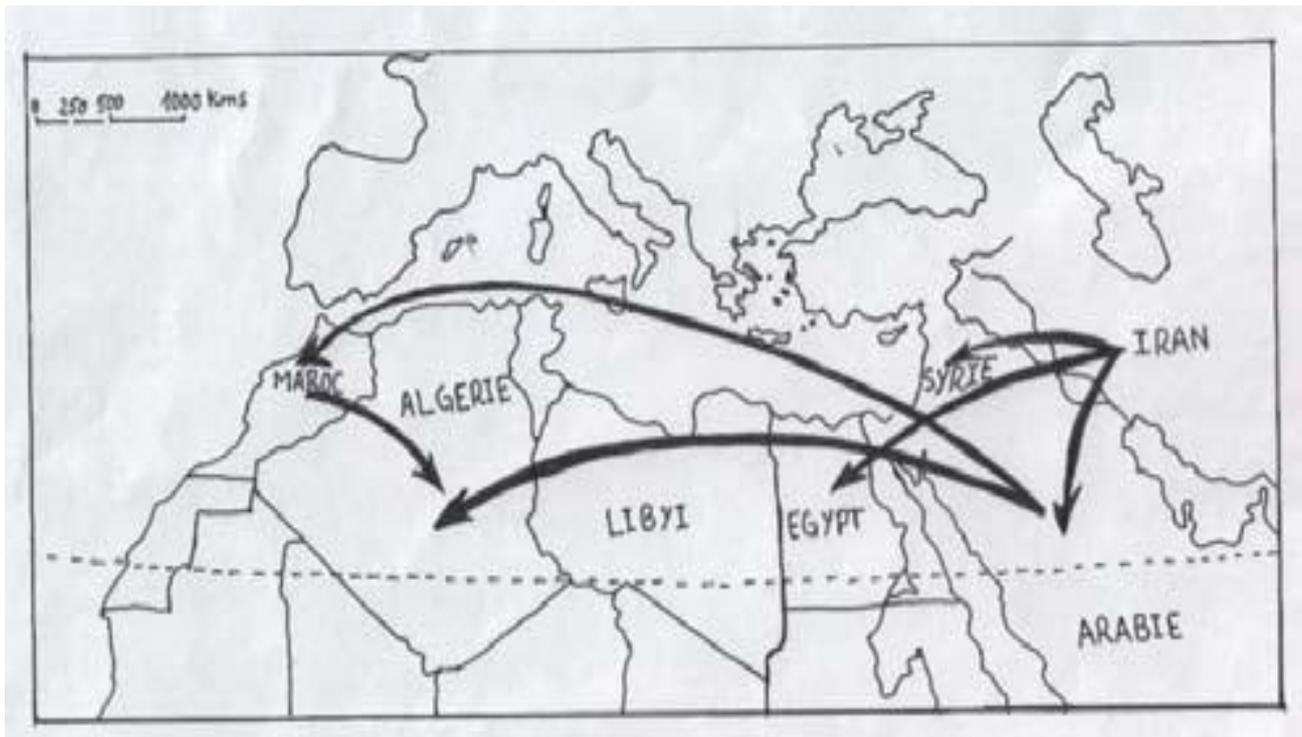 0 250 500 1000 Kms
IRAN
SYRIE
MAROC
ALGERIE
LIBYI
EGYPT
ARABIE